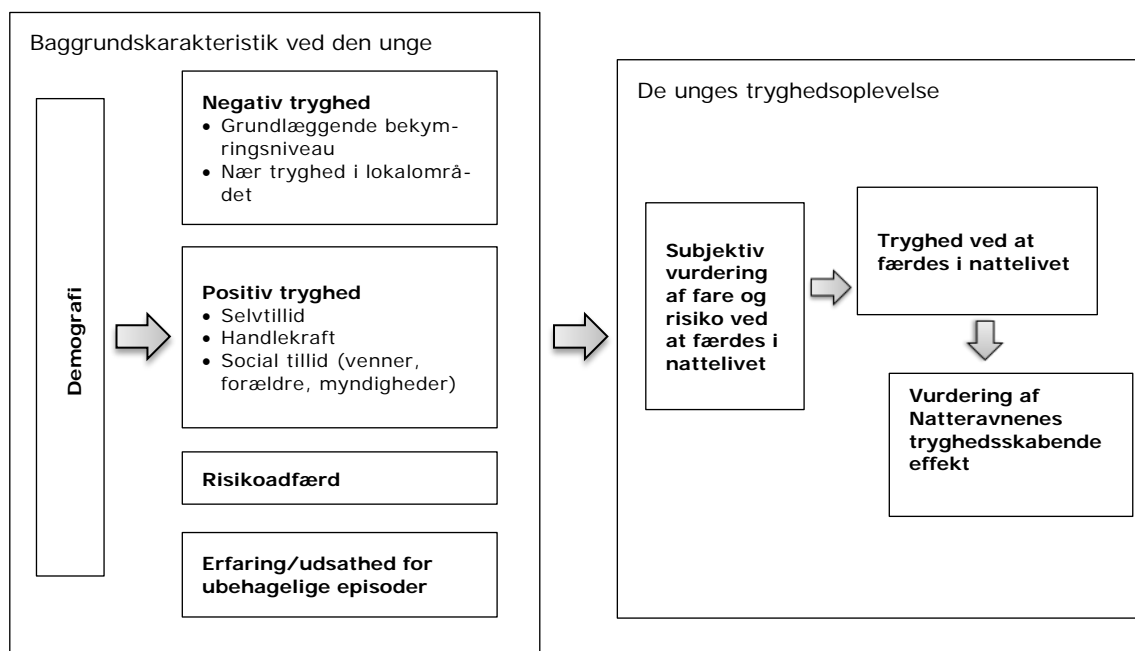 Baggrundskarakteristik ved den unge
Demografi
Negativ tryghed
• Grundlæggende bekym-
ringsniveau
• Nær tryghed i lokalområ-
det
Positiv tryghed
• Selvtillid
• Handlekraft
• Social tillid (venner,
forældre, myndigheder)
Risikoadfærd
Erfaring/udsathed for
ubehagelige episoder
De unges tryghedsoplevelse
Subjektiv
vurdering
af fare og
risiko ved
at færdes i
nattelivet
Tryghed ved at
færdes i nattelivet
Vurdering af
Natteravnenes
tryghedsskabende
effekt